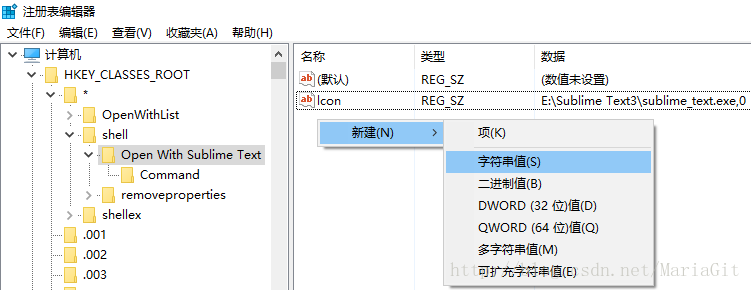 注册表编辑器
文件(F) 编辑(E) 查看(V) 收藏夹(A) 帮助(H)
计算机
HKEY_CLASSES_ROOT
*
OpenWithList
shell
Open With Sublime Text
Command
removeproperties
shellex
.001
.002
.003
名称 类型 数据
ab (默认) REG_SZ (数值未设置)
ab Icon REG_SZ E:\Sublime Text3\sublime_text.exe,0
新建(N)
项(K)
字符串值(S)
二进制值(B)
DWORD (32 位)值(D)
QWORD (64 位)值(Q)
多字符串值(M)
可扩充字符串值(E)
sdn.net/MariaGit